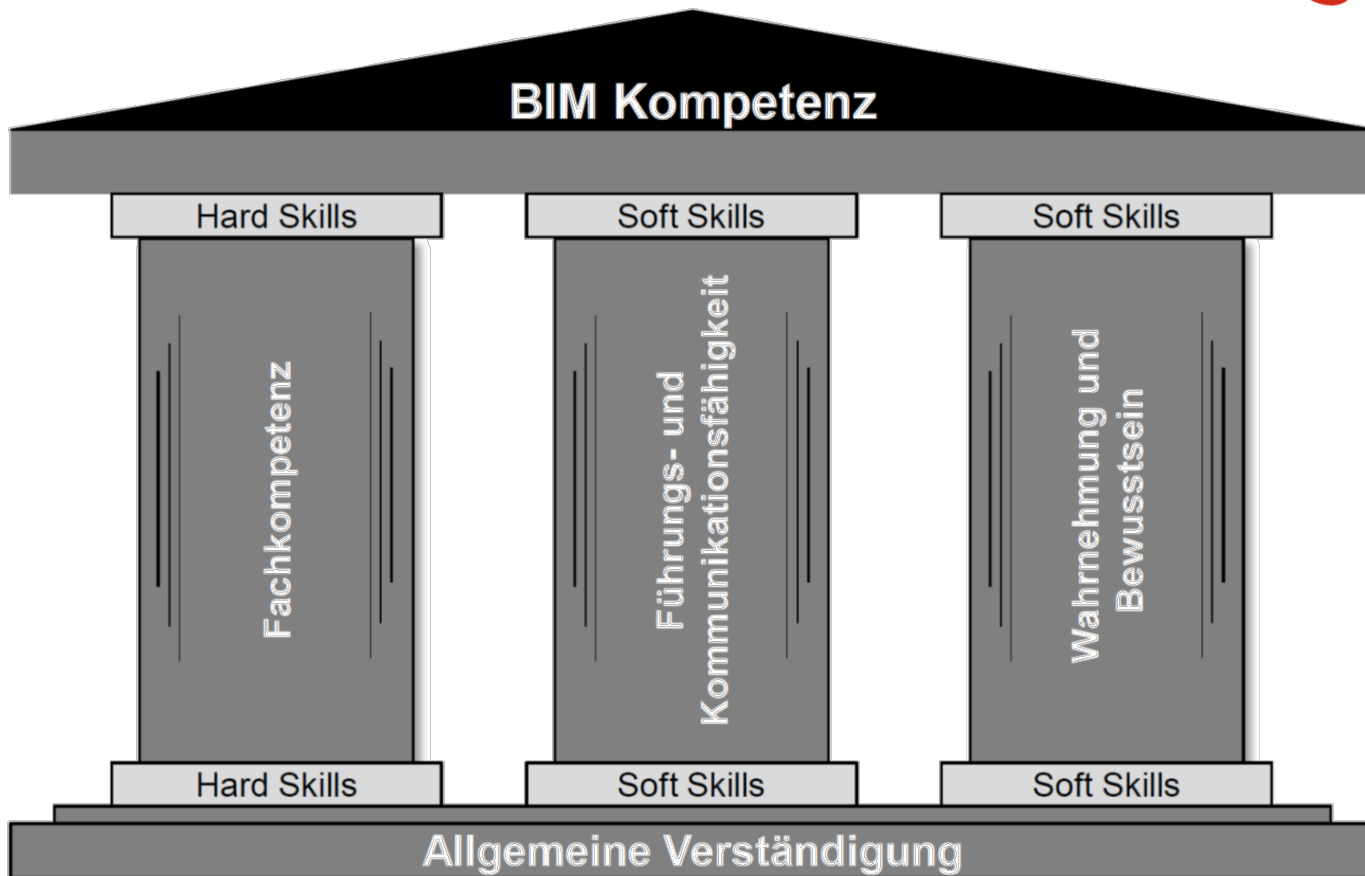 BIM Kompetenz
Hard Skills
Soft Skills
Soft Skills
Fachkompetenz
Führungs- und
Kommunikationsfähigkeit
Wahrnehmung und
Bewusstsein
Hard Skills
Soft Skills
Soft Skills
Allgemeine Verständigung